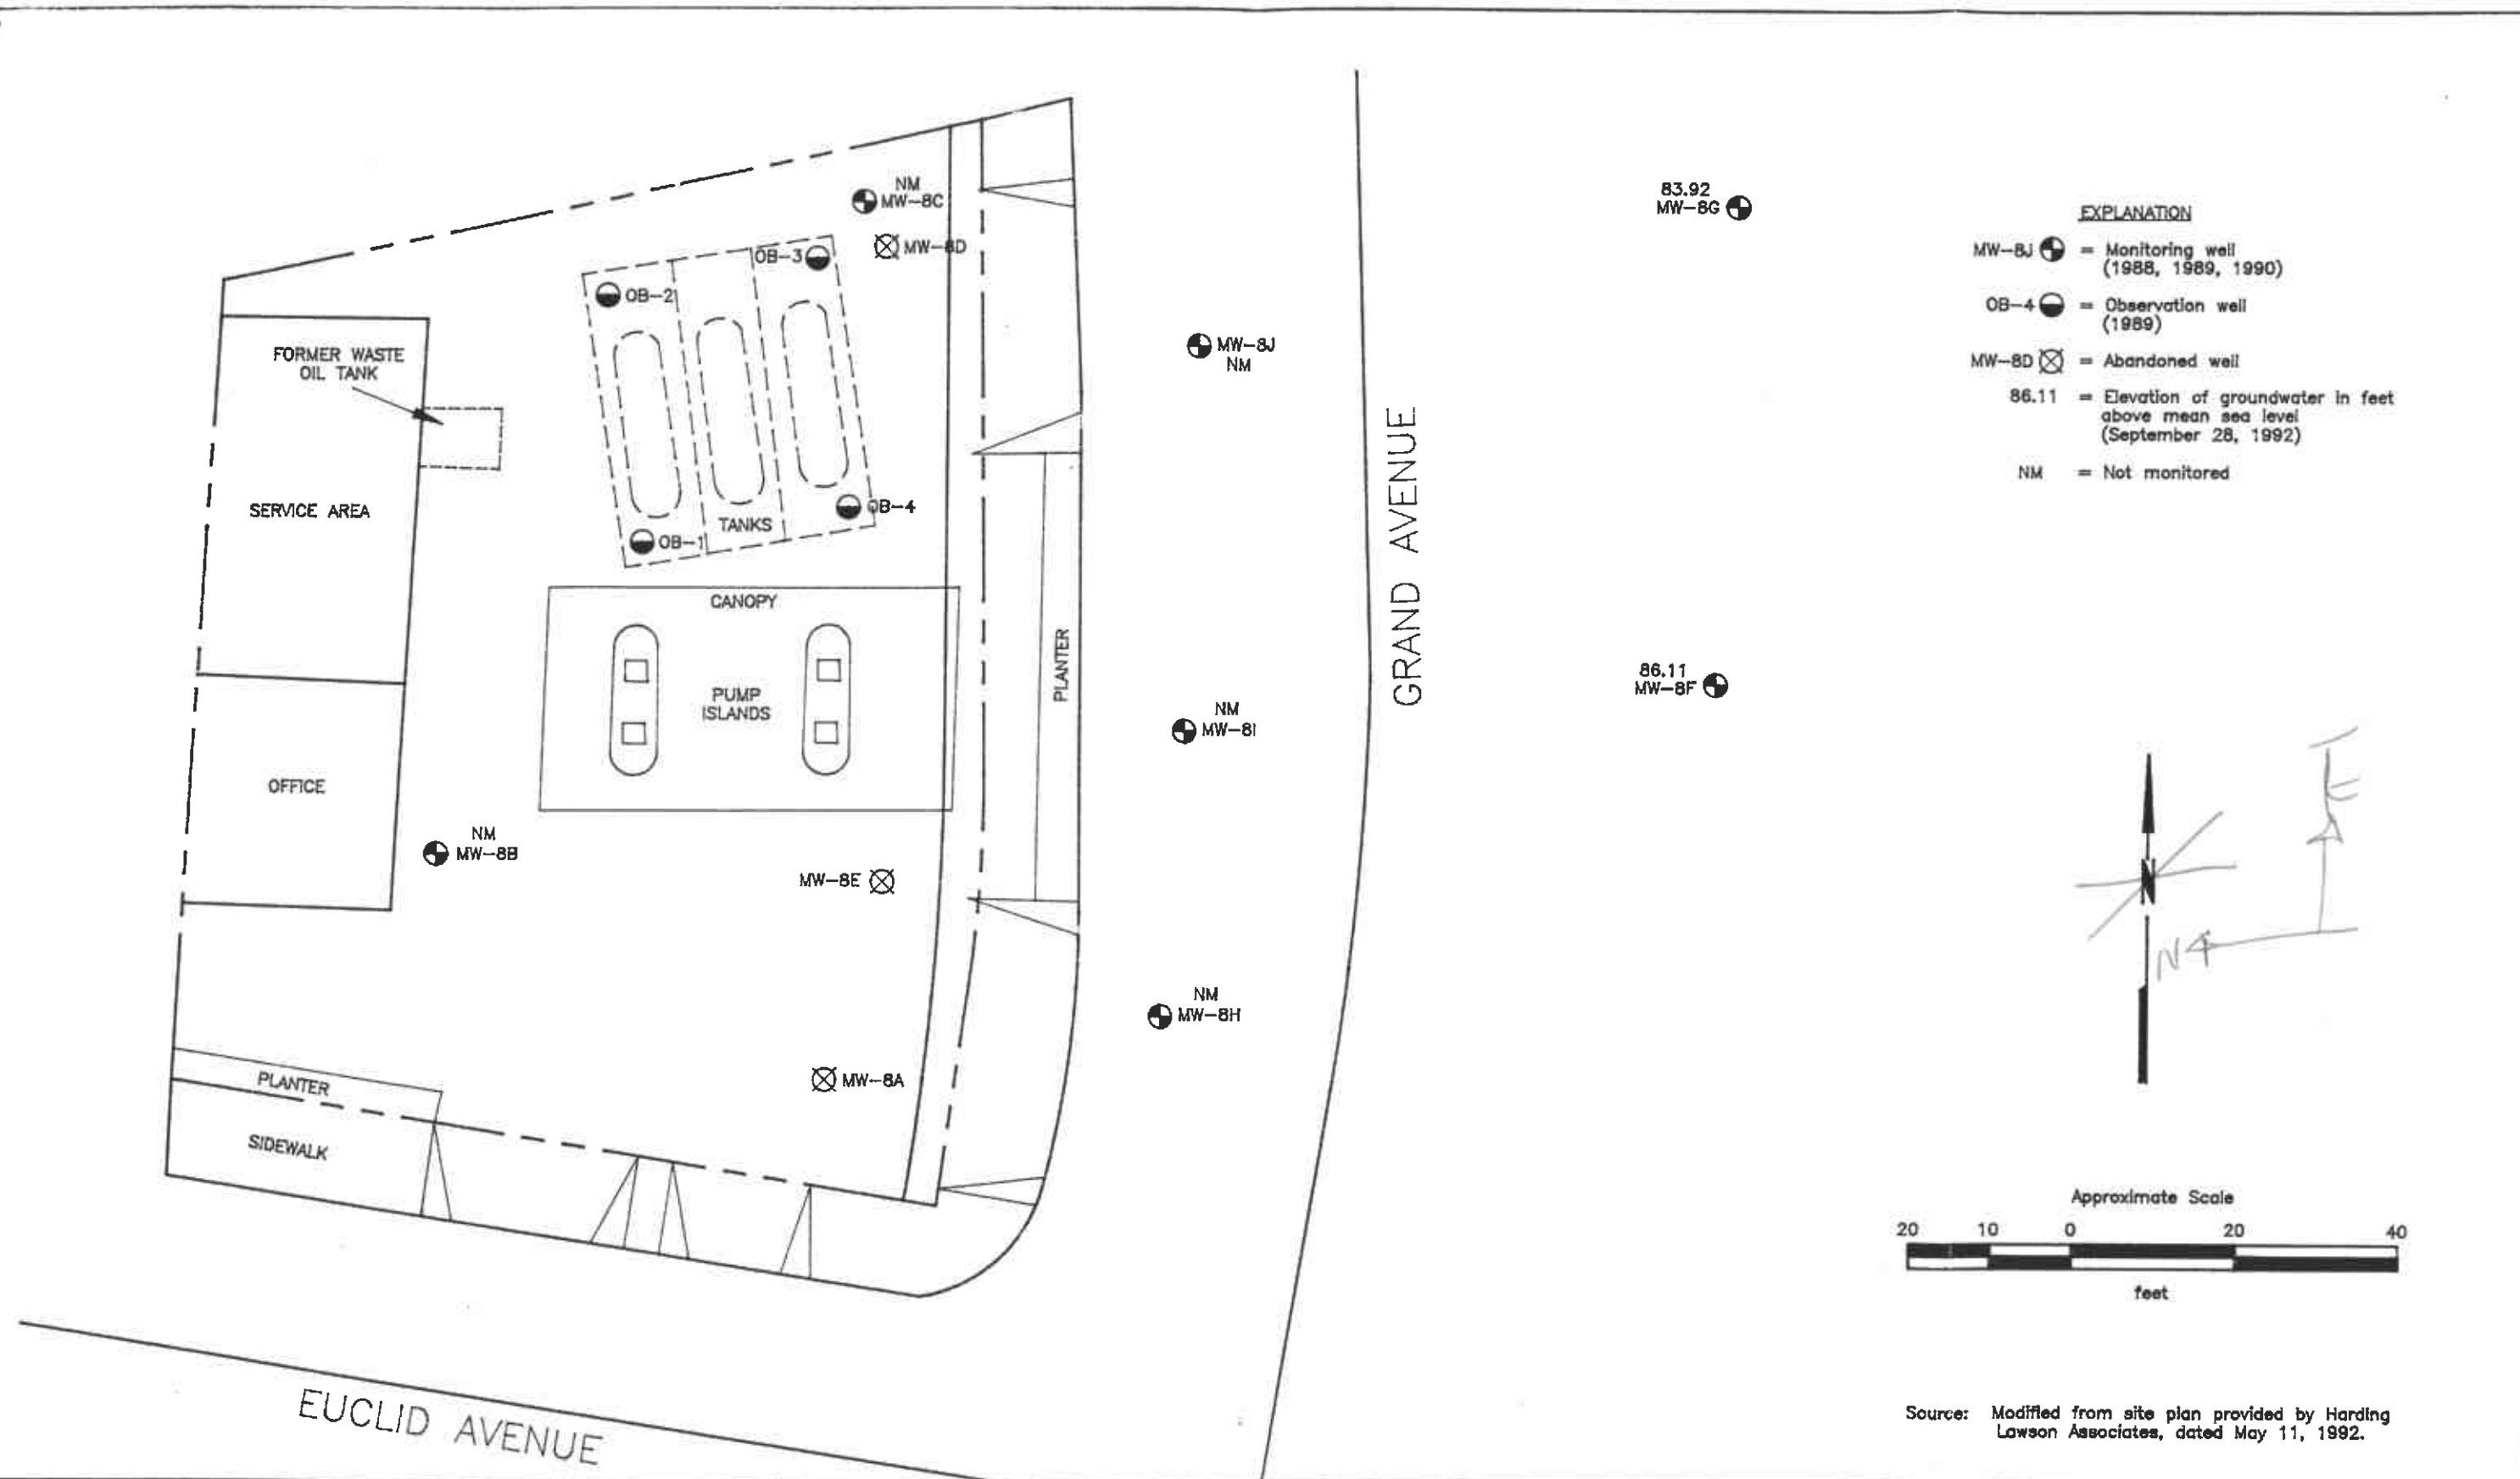 NM
MW-8C
MW-8D
OB-3
OB-2
FORMER WASTE
OIL TANK
SERVICE AREA
OB-4
TANKS
OB-1
CANOPY
PUMP
ISLANDS
OFFICE
NM
MW-8B
MW-8E
MW-8A
PLANTER
SIDEWALK
PLANTER
MW-8J
NM
NM
MW-8I
NM
MW-8H
GRAND AVENUE
EUCLID AVENUE
83.92
MW-8G
86.11
MW-8F
EXPLANATION
MW-8J = Monitoring well
(1988, 1989, 1990)
OB-4 = Observation well
(1989)
MW-8D = Abandoned well
86.11 = Elevation of groundwater in feet
above mean sea level
(September 28, 1992)
NM = Not monitored
N
E
N
Approximate Scale
20 10 0 20 40
feet
Source: Modified from site plan provided by Harding
Lawson Associates, dated May 11, 1992.